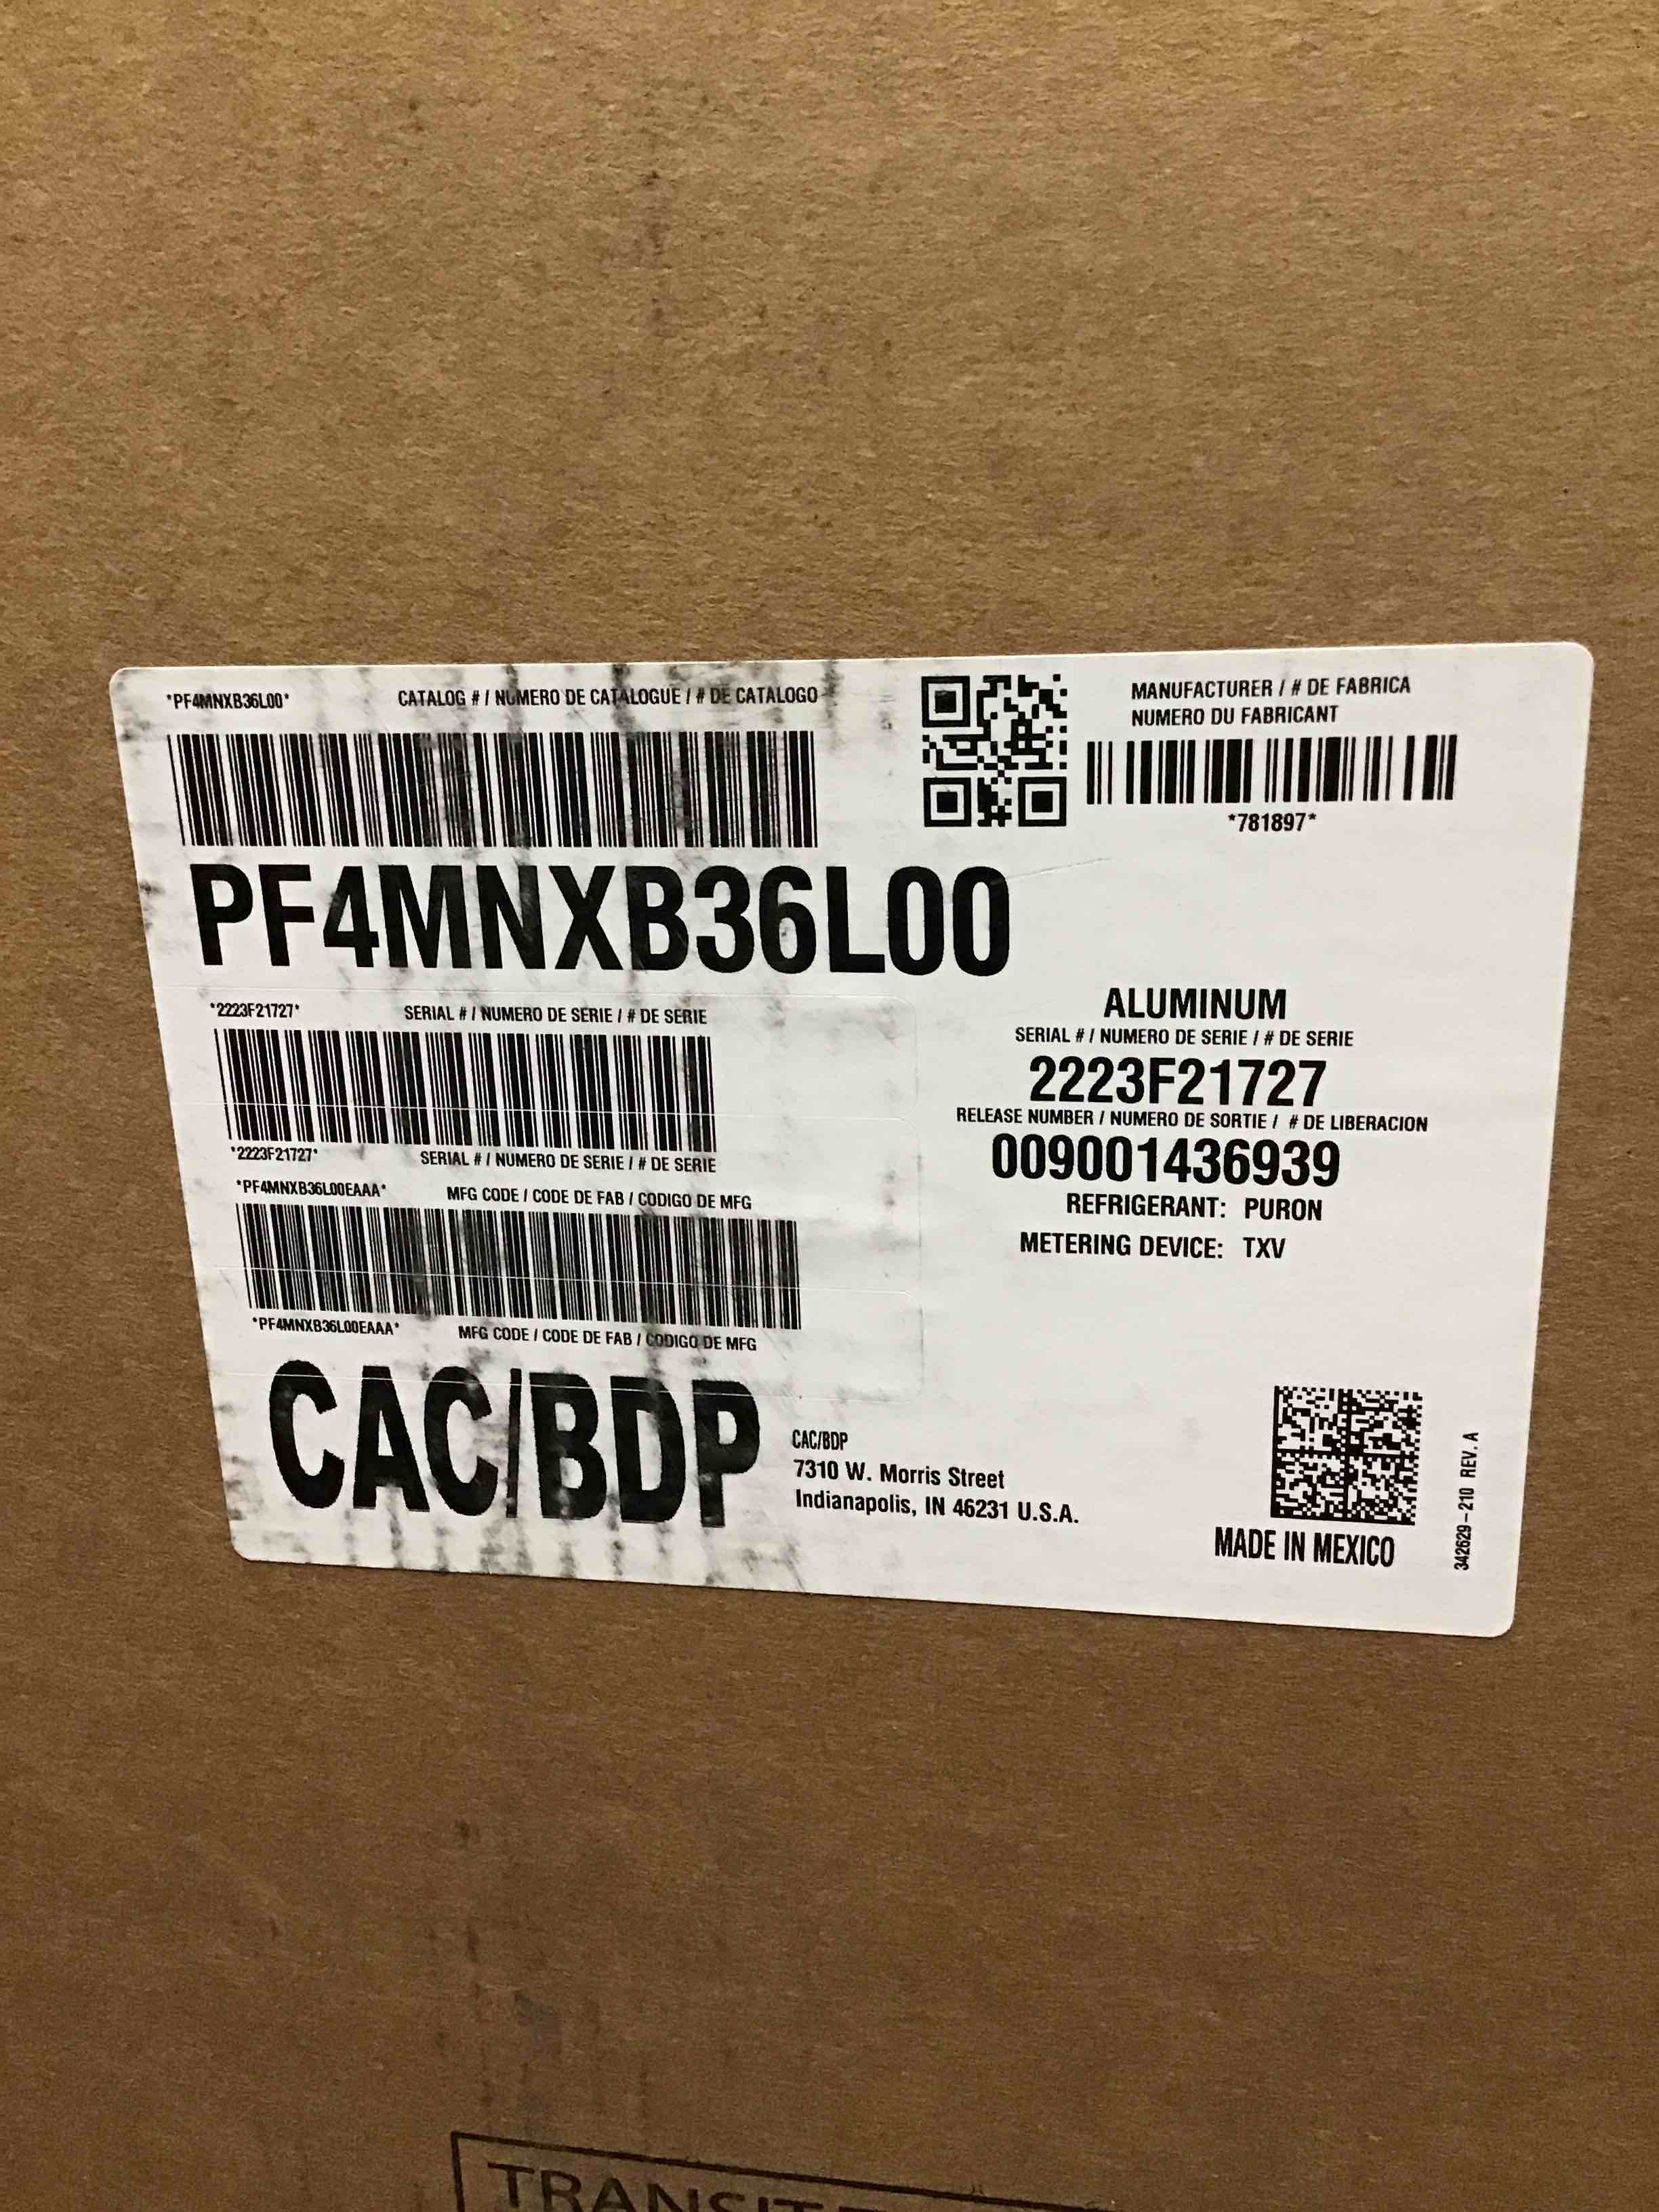 *PF4MNXB36L00* CATALOG # / NUMERO DE CATALOGUE / # DE CATALOGO
MANUFACTURER / # DE FABRICA
NUMERO DU FABRICANT
*781897*
PF4MNXB36L00
*2223F21727* SERIAL # / NUMERO DE SERIE / # DE SERIE
*2223F21727* SERIAL # / NUMERO DE SERIE / # DE SERIE
*PF4MNXB36L00EAAA* MFG CODE / CODE DE FAB / CODIGO DE MFG
*PF4MNXB36L00EAAA* MFG CODE / CODE DE FAB / CODIGO DE MFG
ALUMINUM
SERIAL # / NUMERO DE SERIE / # DE SERIE
2223F21727
RELEASE NUMBER / NUMERO DE SORTIE / # DE LIBERACION
009001436939
REFRIGERANT: PURON
METERING DEVICE: TXV
CAC/BDP
CAC/BDP
7310 W. Morris Street
Indianapolis, IN 46231 U.S.A.
MADE IN MEXICO
342629-210 REV. A
TRANSIT